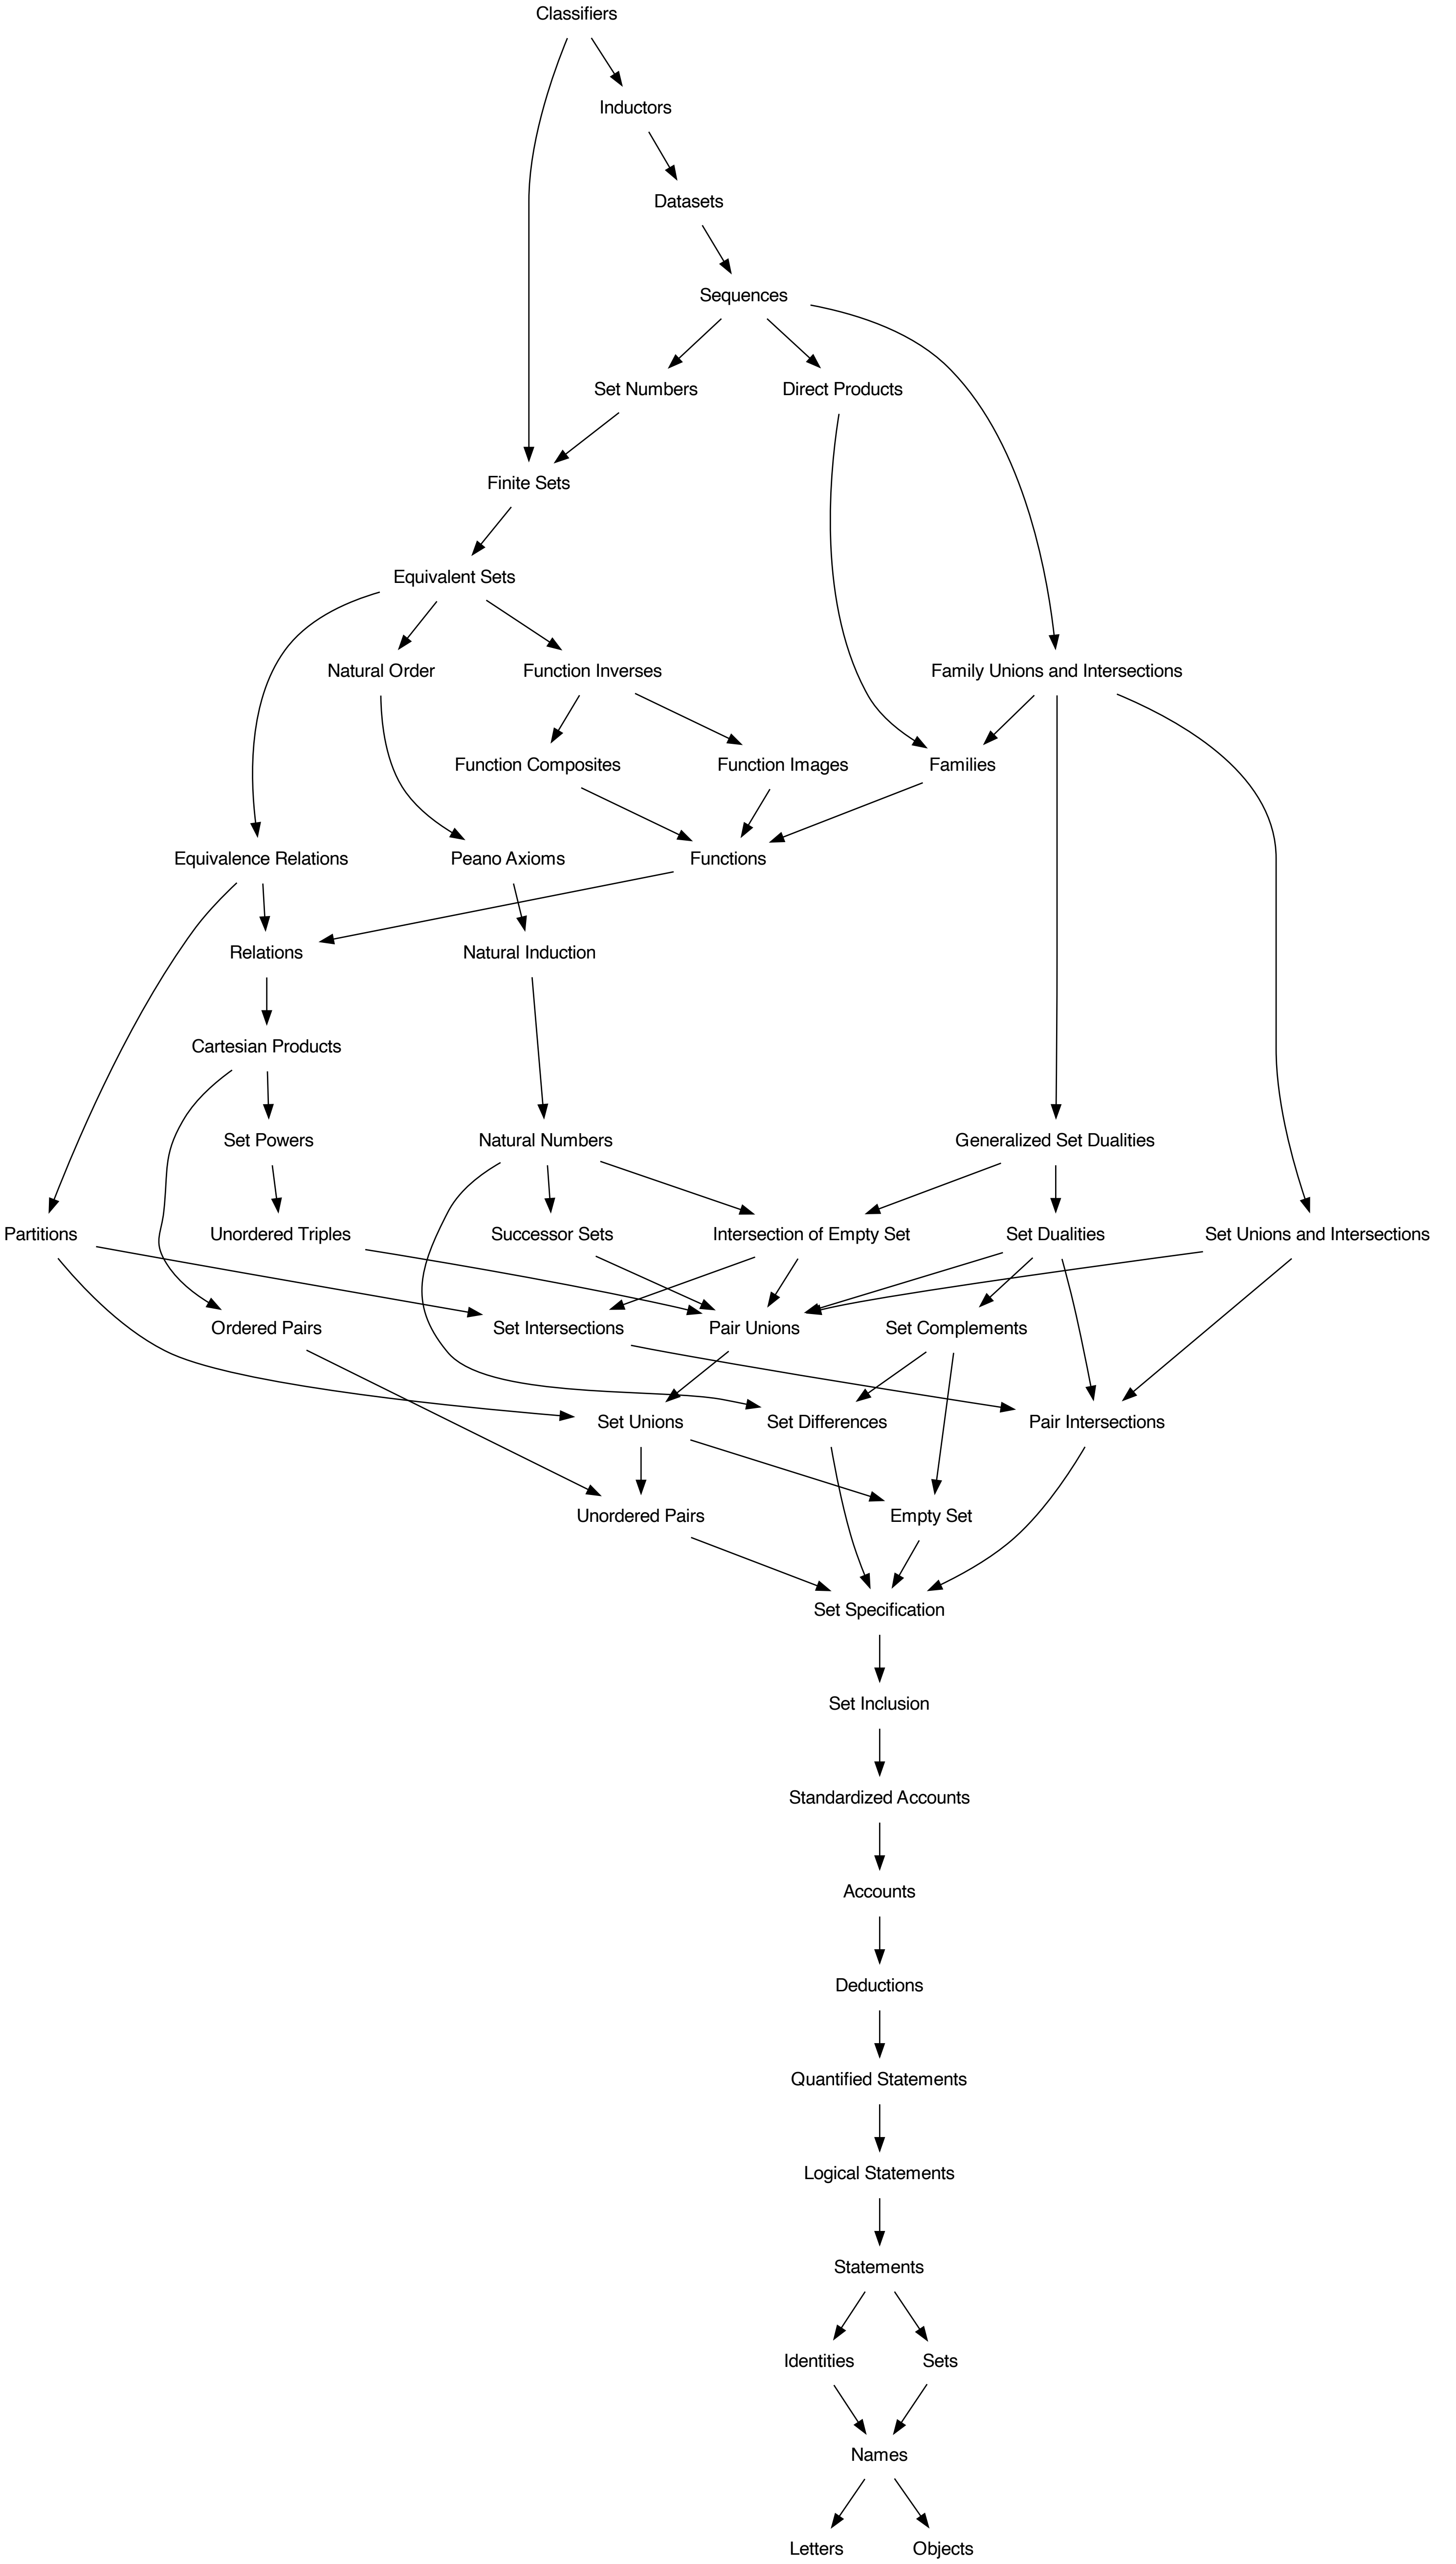 Classifiers
Inductors
Datasets
Sequences
Set Numbers
Direct Products
Finite Sets
Equivalent Sets
Natural Order
Function Inverses
Family Unions and Intersections
Function Composites
Function Images
Families
Equivalence Relations
Peano Axioms
Functions
Relations
Natural Induction
Cartesian Products
Set Powers
Natural Numbers
Generalized Set Dualities
Partitions
Unordered Triples
Successor Sets
Intersection of Empty Set
Set Dualities
Set Unions and Intersections
Ordered Pairs
Set Intersections
Pair Unions
Set Complements
Set Unions
Set Differences
Pair Intersections
Unordered Pairs
Empty Set
Set Specification
Set Inclusion
Standardized Accounts
Accounts
Deductions
Quantified Statements
Logical Statements
Statements
Identities
Sets
Names
Letters
Objects